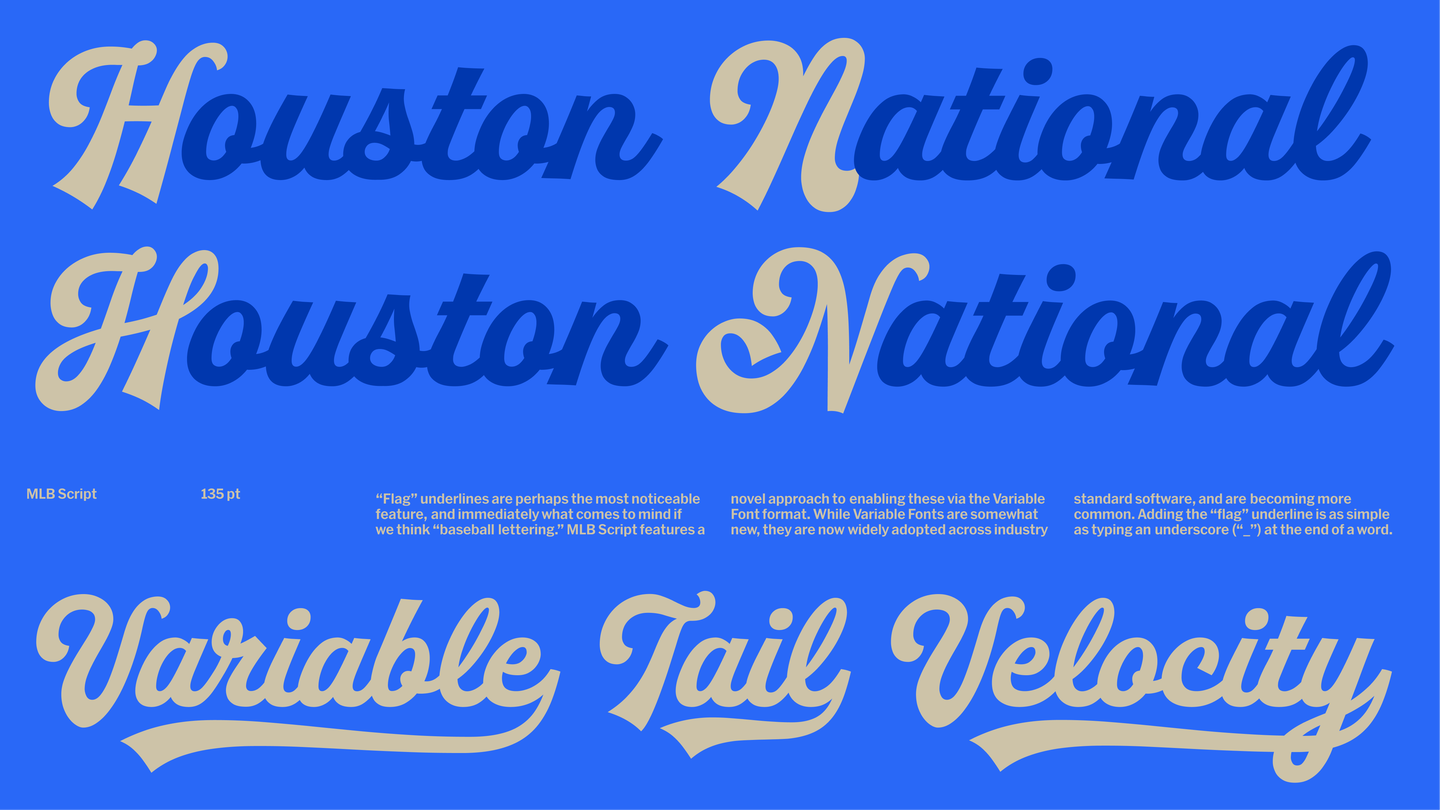 Houston National
Houston National
MLB Script
135 pt
“Flag” underlines are perhaps the most noticeable
feature, and immediately what comes to mind if
we think “baseball lettering.” MLB Script features a
novel approach to enabling these via the Variable
Font format. While Variable Fonts are somewhat
new, they are now widely adopted across industry
standard software, and are becoming more
common. Adding the “flag” underline is as simple
as typing an underscore (“_”) at the end of a word.
Variable Tail Velocity